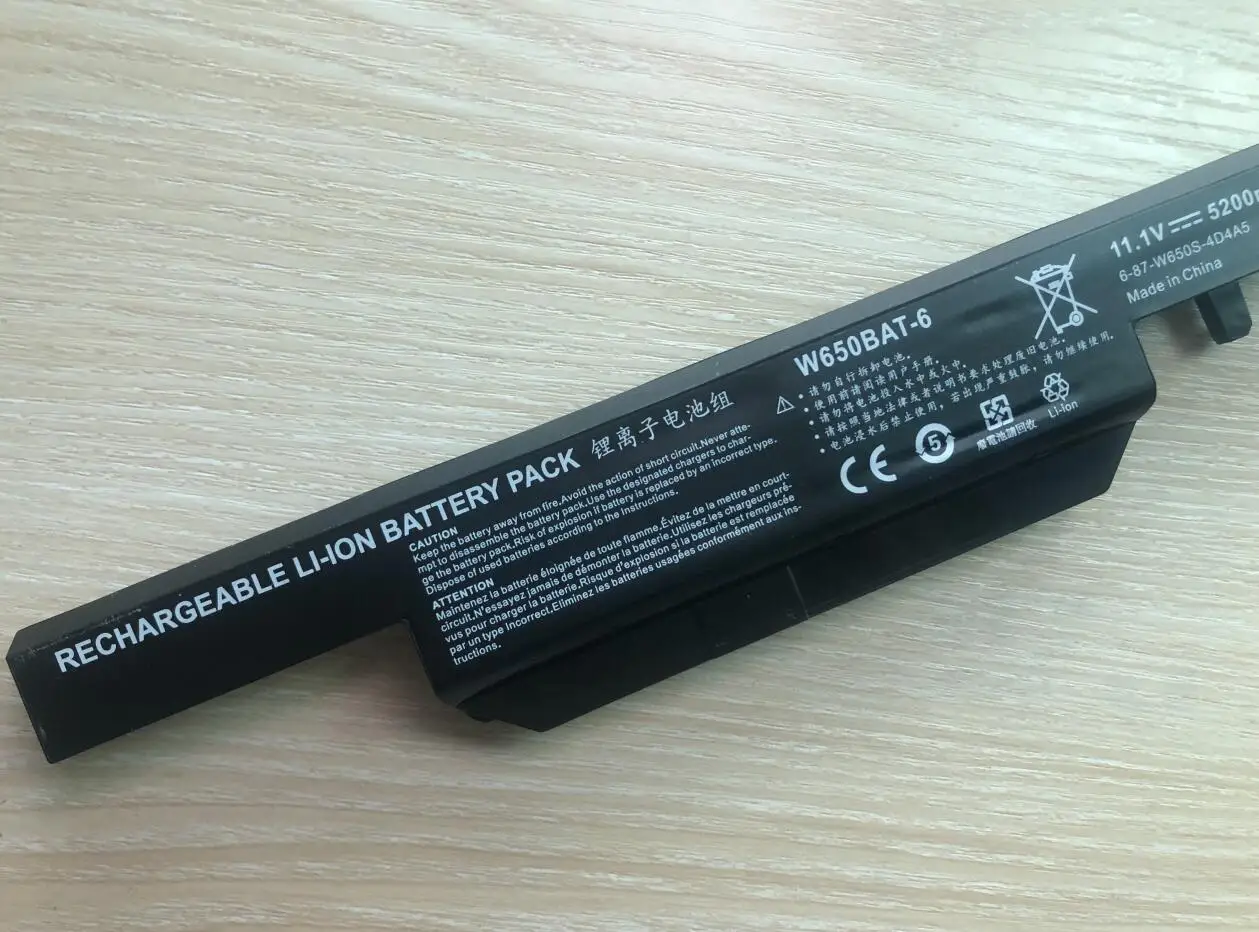 RECHARGEABLE LI-ION BATTERY PACK 锂离子电池组
CAUTION
Keep the battery away from fire.Avoid the action of short circuit.Never atte-
mpt to disassemble the battery pack.Use the designated chargers to char-
ge the battery pack.Risk of explosion if battery is replaced by an incorrect type.
Dispose of used batteries according to the Instructions.
ATTENTION
Maintenez la batterie éloignée de toute flamme.Évitez de la mettre en court-
circuit.N'essayez jamais de démonter la batterie.Utilisez les chargeurs pré-
vus pour charger la batterie.Risque d'explosion si la batterie est remplacée
par un type Incorrect.Eliminez les batteries usagées conformément aux ins-
tructions.
W650BAT-6
· 请勿自行拆卸电池.
· 使用前请阅读用户手册.
· 请勿将电池投入水中或火中.
· 请按照当地法律或者说明书要求处理废旧电池.
· 电池浸水后禁止使用,若出现严重鼓胀,请勿继续使用.
CE
5
廢電池請回收
Li-ion
11.1V 5200
6-87-W650S-4D4A5
Made in China